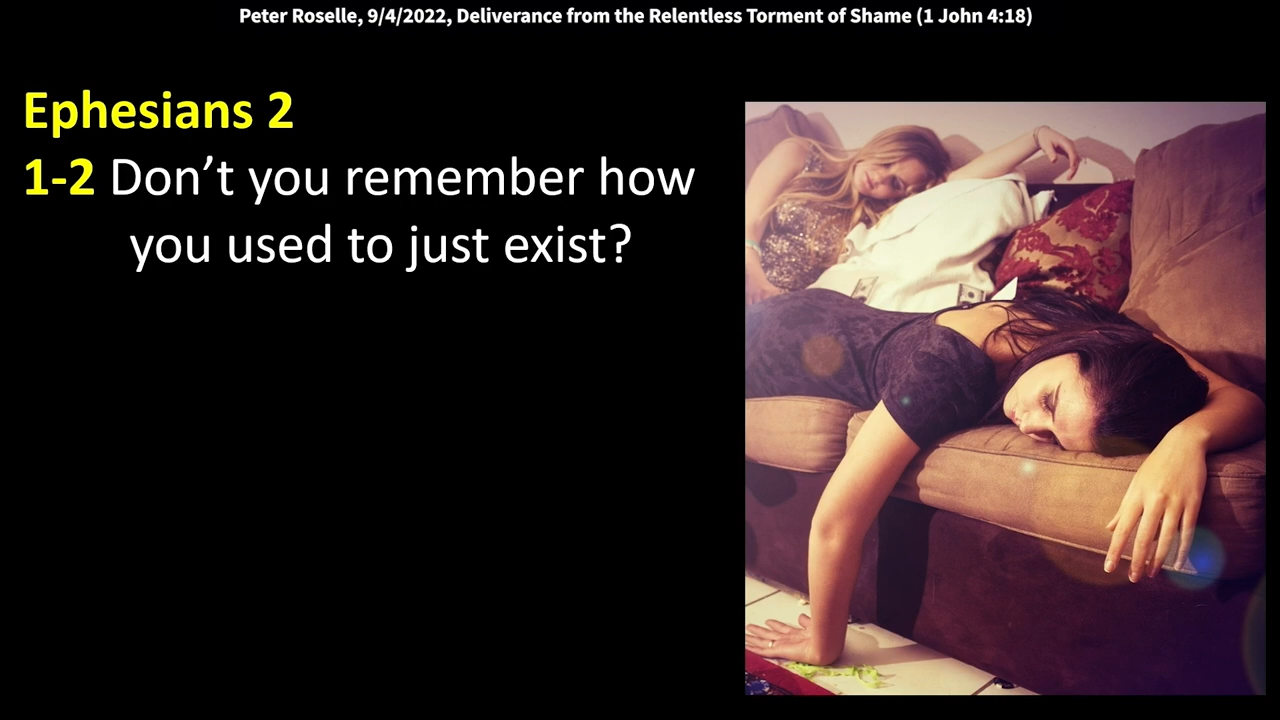 Peter Roselle, 9/4/2022, Deliverance from the Relentless Torment of Shame (1 John 4:18)
Ephesians 2
1-2 Don’t you remember how
you used to just exist?